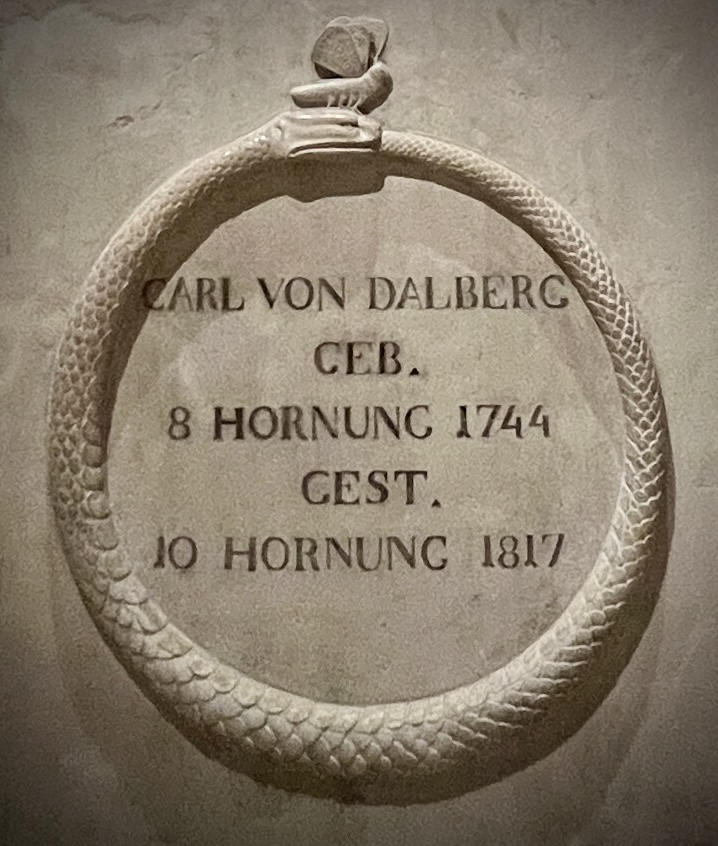 CARL VON DALBERG
GEB.
8 HORNUNG 1744
GEST.
10 HORNUNG 1817